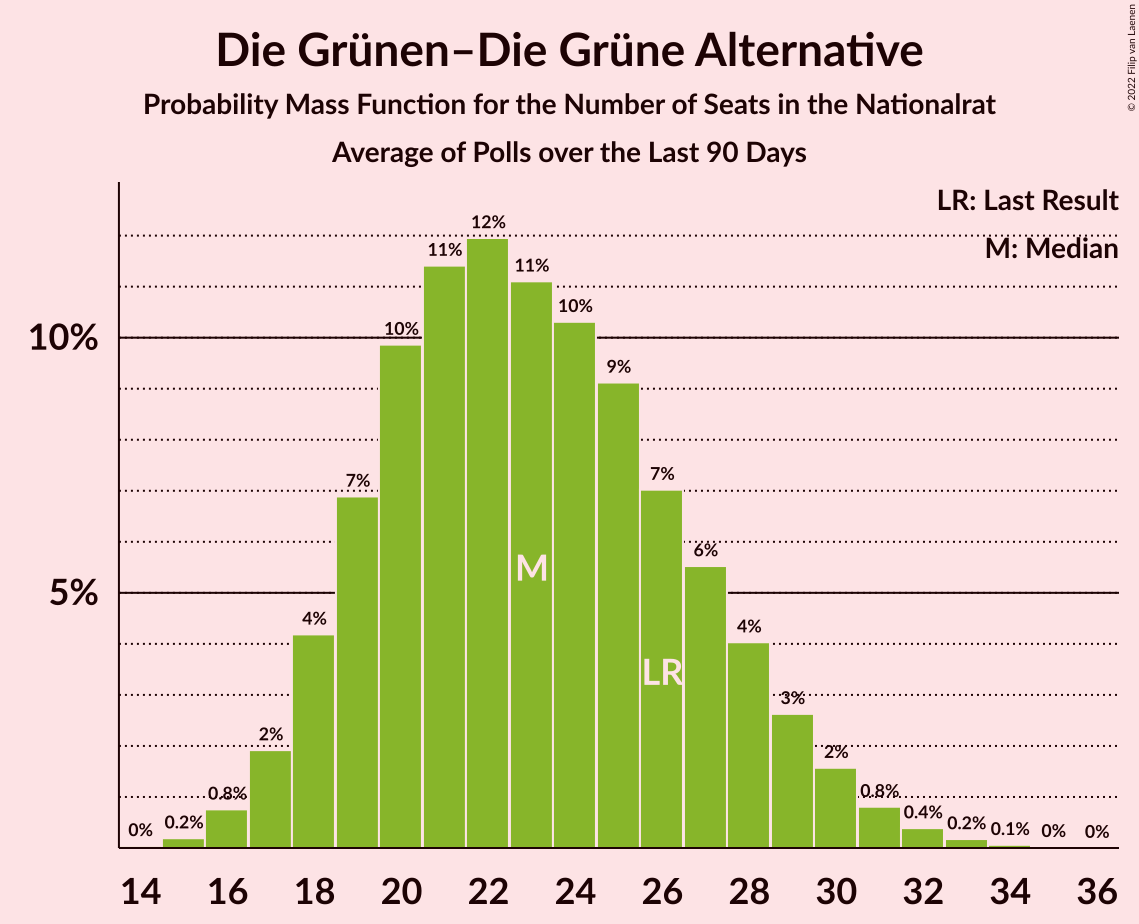 Die Grünen–Die Grüne Alternative
Probability Mass Function for the Number of Seats in the Nationalrat
Average of Polls over the Last 90 Days
© 2022 Filip van Laenen
LR: Last Result
M: Median
10%
5%
0%
0.2%
0.8%
2%
4%
7%
10%
11%
12%
11%
10%
9%
7%
6%
4%
3%
2%
0.8%
0.4%
0.2%
0.1%
0%
0%
M
LR
14 16 18 20 22 24 26 28 30 32 34 36